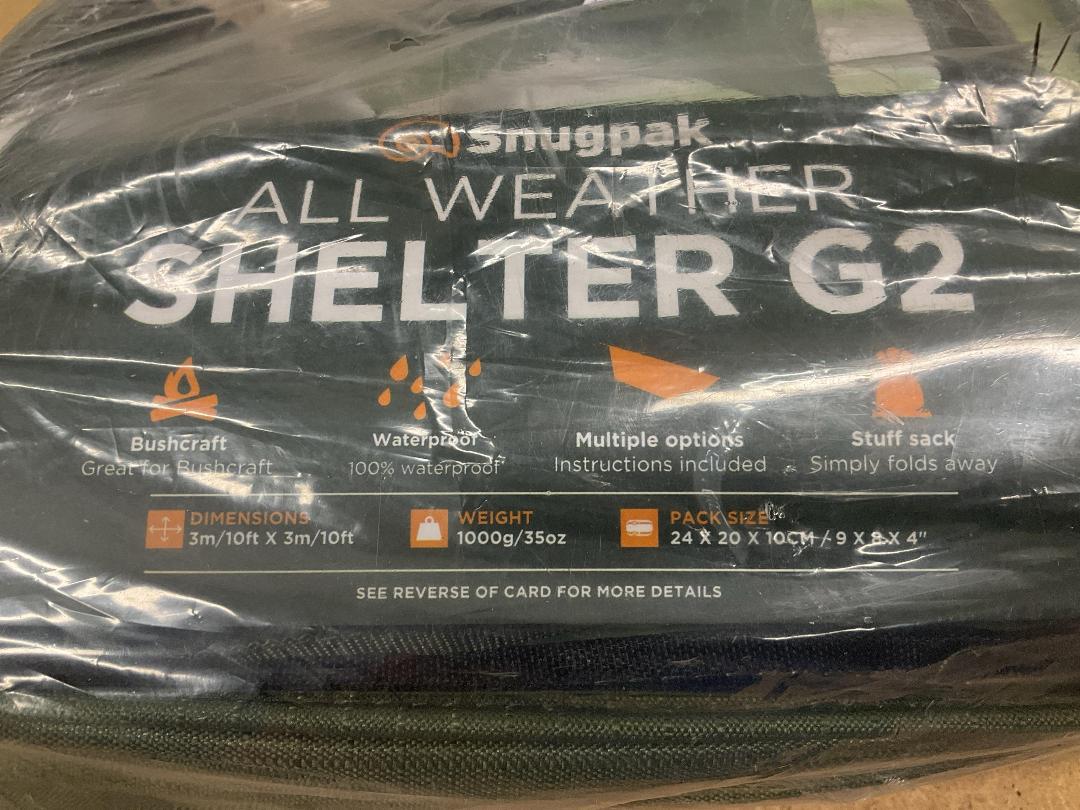 Snugpak
ALL WEATHER
SHELTER G2
Bushcraft Waterproof Multiple options Stuff sack
Great for Bushcraft 100% waterproof Instructions included Simply folds away
DIMENSIONS WEIGHT PACK SIZE
3m/10ft X 3m/10ft 1000g/35oz 24 X 20 X 10CM / 9 X 8 X 4"
SEE REVERSE OF CARD FOR MORE DETAILS